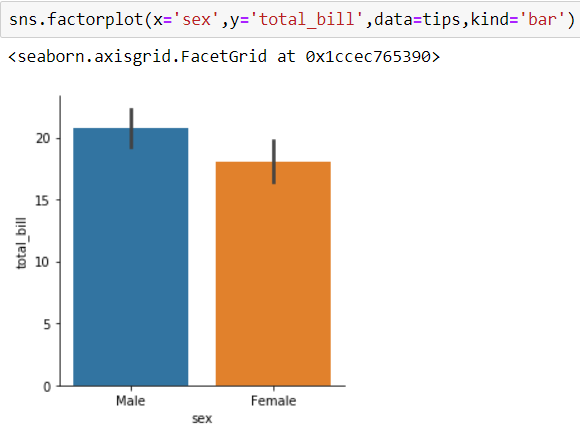 sns.factorplot(x='sex',y='total_bill',data=tips,kind='bar')
<seaborn.axisgrid.FacetGrid at 0x1ccec765390>
20
15
10
5
0
total_bill
Male Female
sex